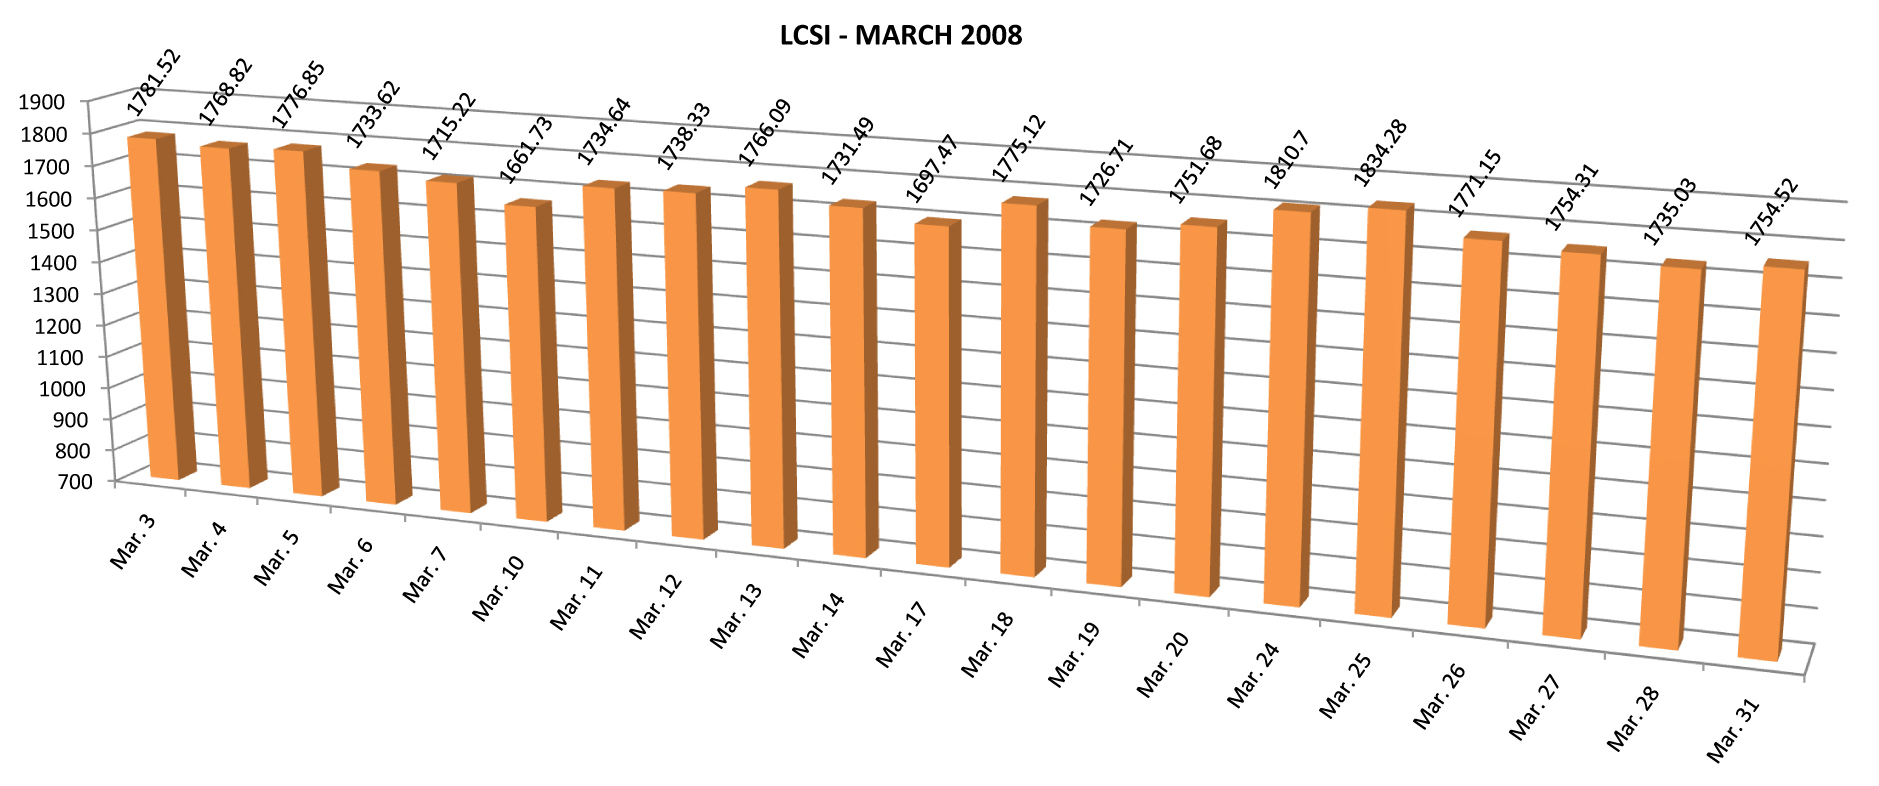 LCSI - MARCH 2008
1781.52
1768.82
1776.85
1733.62
1715.22
1661.73
1734.64
1738.33
1766.09
1731.49
1697.47
1775.12
1726.71
1751.68
1810.7
1834.28
1771.15
1754.31
1735.03
1754.52
1900
1800
1700
1600
1500
1400
1300
1200
1100
1000
900
800
700
Mar. 3
Mar. 4
Mar. 5
Mar. 6
Mar. 7
Mar. 10
Mar. 11
Mar. 12
Mar. 13
Mar. 14
Mar. 17
Mar. 18
Mar. 19
Mar. 20
Mar. 24
Mar. 25
Mar. 26
Mar. 27
Mar. 28
Mar. 31